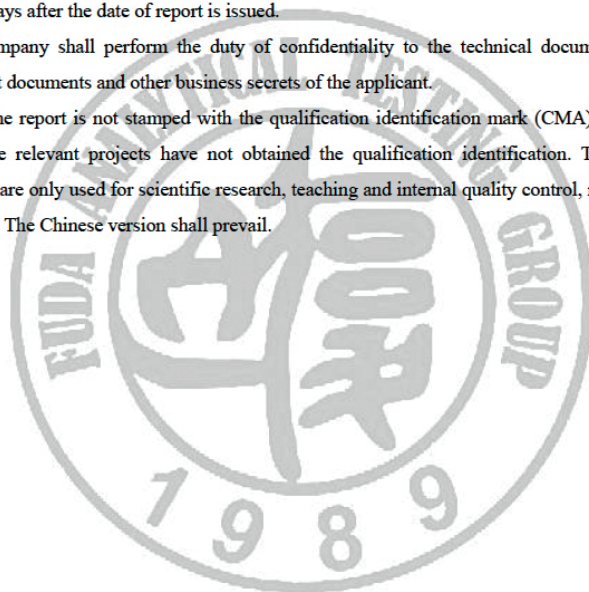 ays after the date of report is issued.
mpany shall perform the duty of confidentiality to the technical docum
t documents and other business secrets of the applicant.
ne report is not stamped with the qualification identification mark (CMA)
e relevant projects have not obtained the qualification identification. T
are only used for scientific research, teaching and internal quality control,
The Chinese version shall prevail.
FUDA ANALYTICAL TESTING GROUP
1989